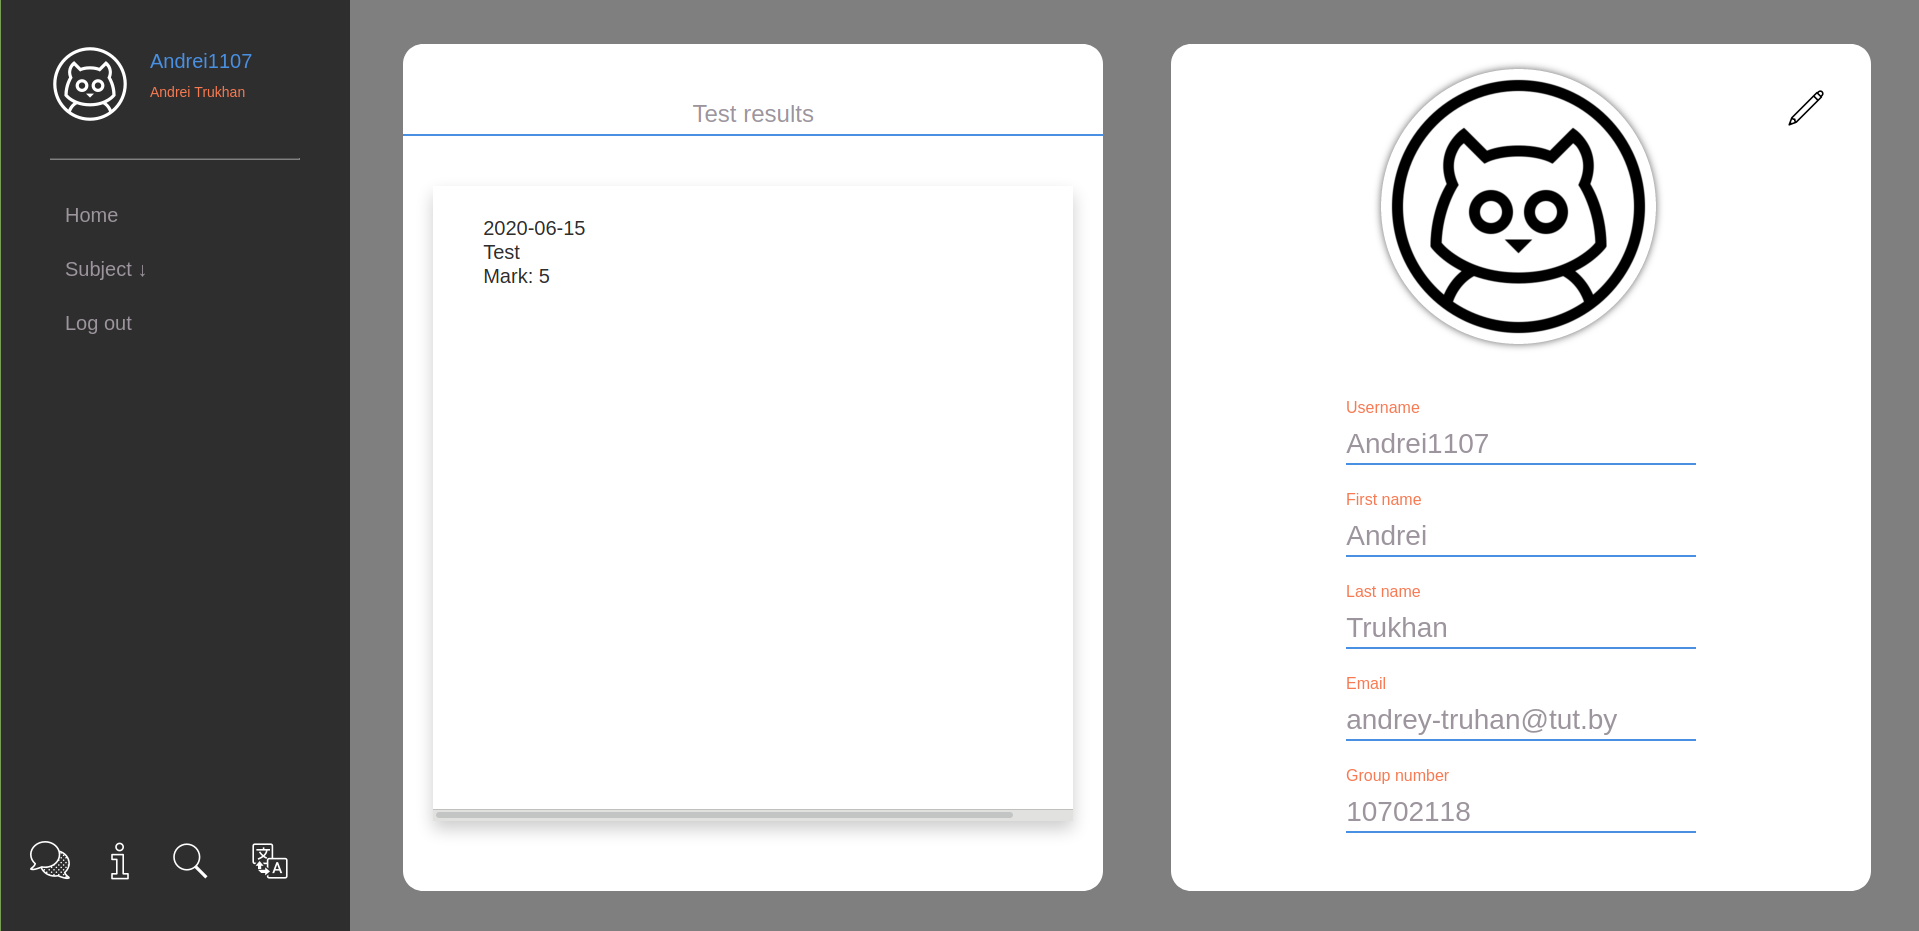 Andrei1107
Andrei Trukhan
Home
Subject ↓
Log out
Test results
2020-06-15
Test
Mark: 5
Username
Andrei1107
First name
Andrei
Last name
Trukhan
Email
andrey-truhan@tut.by
Group number
10702118
文
A